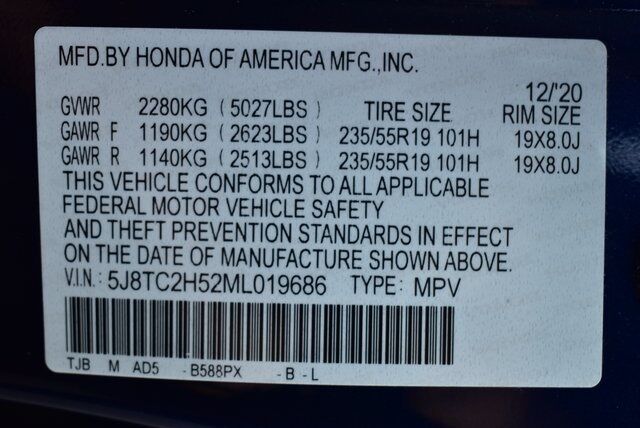 MFD.BY HONDA OF AMERICA MFG.,INC.
12/'20
GVWR 2280KG (5027LBS) TIRE SIZE RIM SIZE
GAWR F 1190KG (2623LBS) 235/55R19 101H 19X8.0J
GAWR R 1140KG (2513LBS) 235/55R19 101H 19X8.0J
THIS VEHICLE CONFORMS TO ALL APPLICABLE
FEDERAL MOTOR VEHICLE SAFETY
AND THEFT PREVENTION STANDARDS IN EFFECT
ON THE DATE OF MANUFACTURE SHOWN ABOVE.
V.I.N: 5J8TC2H52ML019686 TYPE: MPV
TJB M AD5 -B588PX -B-L